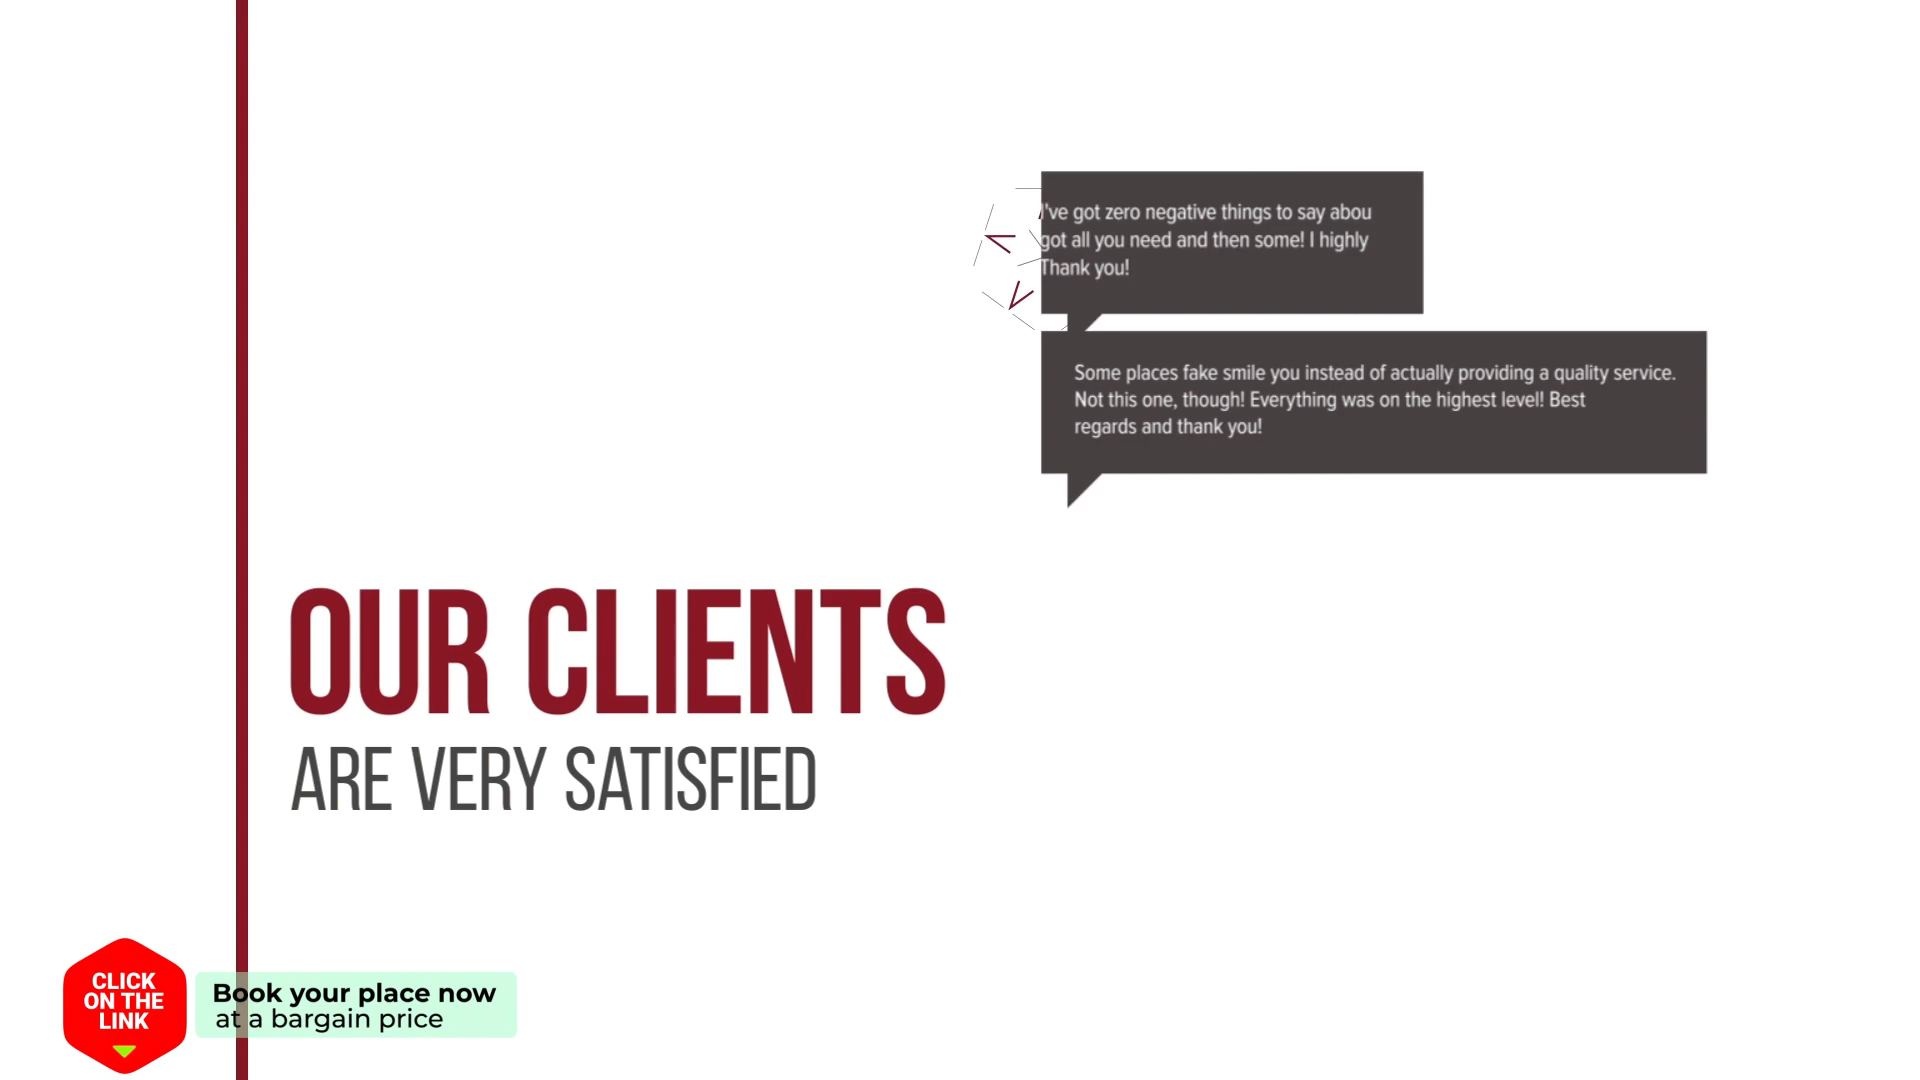 I've got zero negative things to say abou
got all you need and then some! I highly
Thank you!
Some places fake smile you instead of actually providing a quality service.
Not this one, though! Everything was on the highest level! Best
regards and thank you!
OUR CLIENTS
ARE VERY SATISFIED
CLICK
ON THE
LINK
Book your place now
at a bargain price